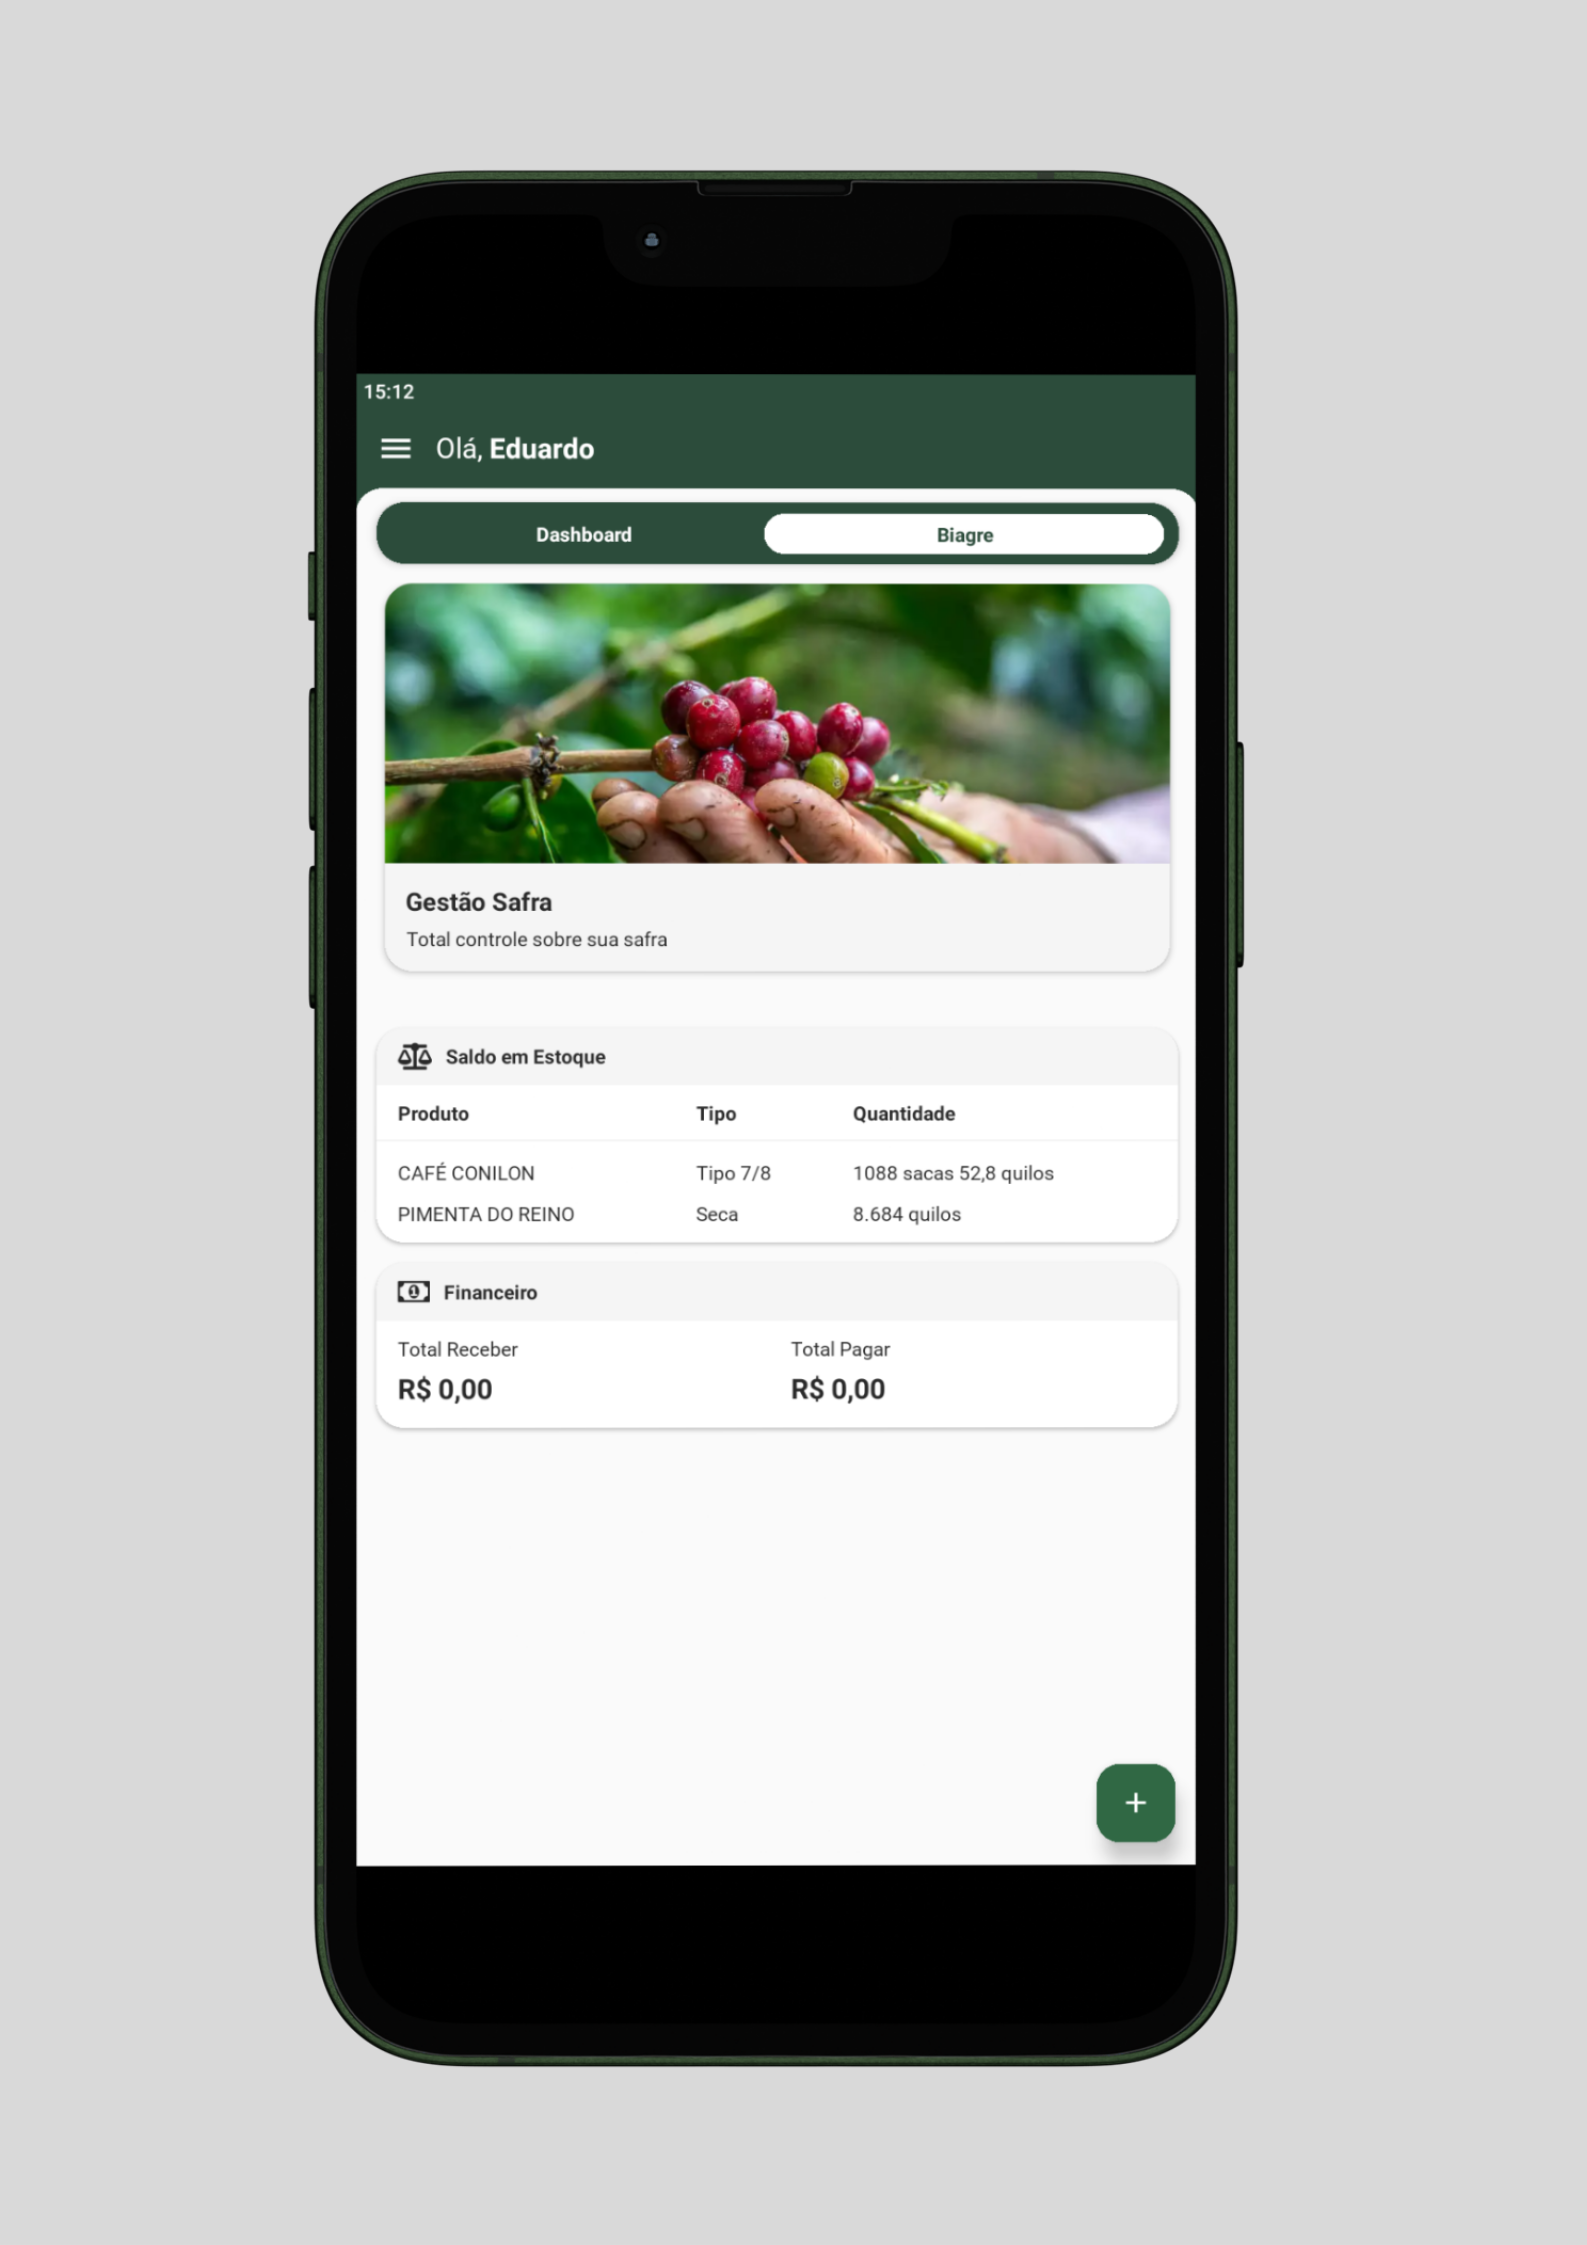 15:12
Olá, Eduardo
Dashboard Biagre
Gestão Safra
Total controle sobre sua safra
Saldo em Estoque
Produto Tipo Quantidade
CAFÉ CONILON Tipo 7/8 1088 sacas 52,8 quilos
PIMENTA DO REINO Seca 8.684 quilos
Financeiro
Total Receber Total Pagar
R$ 0,00 R$ 0,00
+